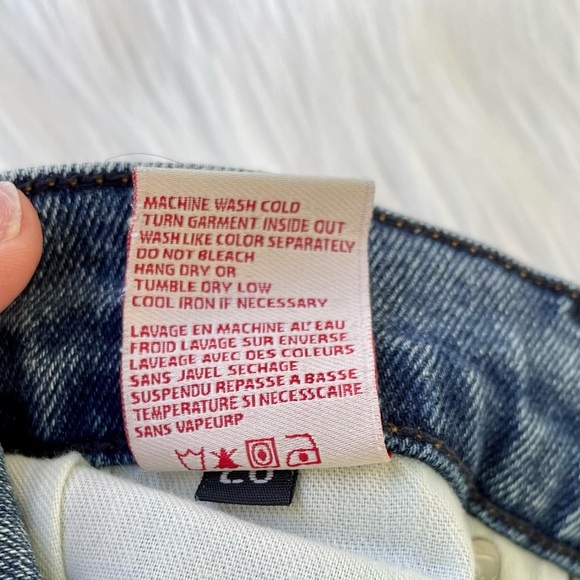 MACHINE WASH COLD
TURN GARMENT INSIDE OUT
WASH LIKE COLOR SEPARATELY
DO NOT BLEACH
HANG DRY OR
TUMBLE DRY LOW
COOL IRON IF NECESSARY
LAVAGE EN MACHINE AL'EAU
FROID LAVAGE SUR ENVERSE
LAVEAGE AVEC DES COLEURS
SANS JAVEL SECHAGE
SUSPENDU REPASSE A BASSE
TEMPERATURE SI NECESSCAIRE
SANS VAPEURP